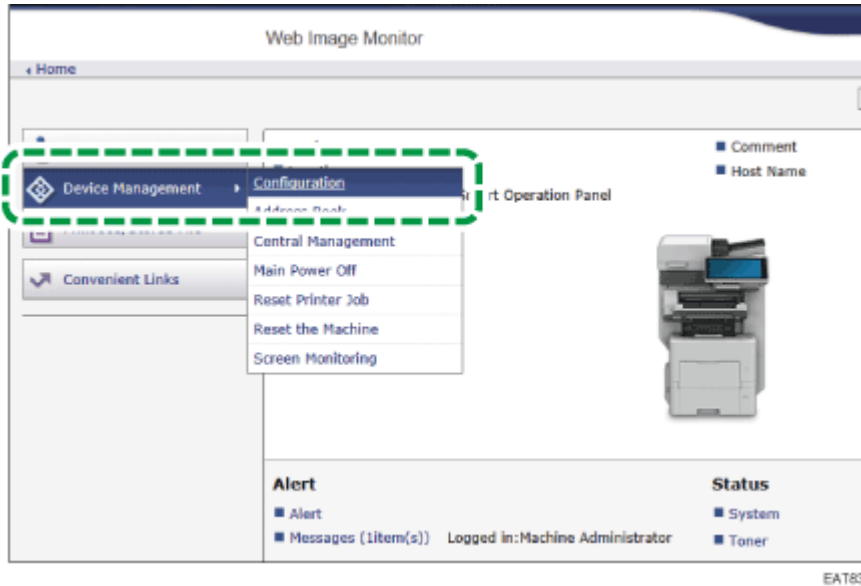 Web Image Monitor
Home
Comment
Host Name
Device Management
Configuration
rt Operation Panel
Address Book
Central Management
Main Power Off
Convenient Links
Reset Printer Job
Reset the Machine
Screen Monitoring
Alert
Status
Alert
System
Messages (1item(s)) Logged in:Machine Administrator
Toner